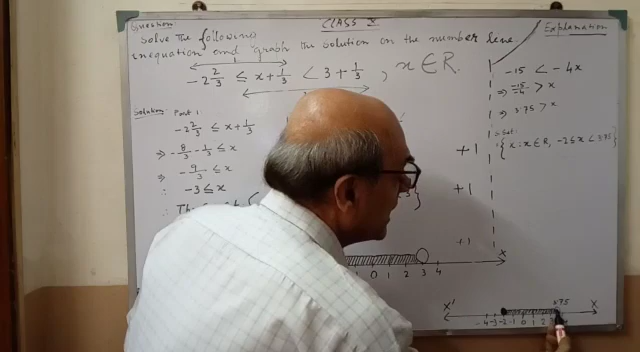 Question:
CLASS X
Explanation
Solve the following
inequation and graph the solution on the number line
-2 2/3 ≤ x + 1/3 < 3 + 1/3 , x ∈ R.
Solution: Part 1
-2 2/3 ≤ x + 1/3
⇒ -8/3 - 1/3 ≤ x
⇒ -9/3 ≤ x
∴ -3 ≤ x
+1
+1
+1
0 1 2 3 4
X
-15 < -4x
⇒ -15/-4 > x
⇒ 3.75 > x
{x : x ∈ R, -2 ≤ x < 3.75}
3.75
X' X
-4 -3 -2 -1 0 1 2